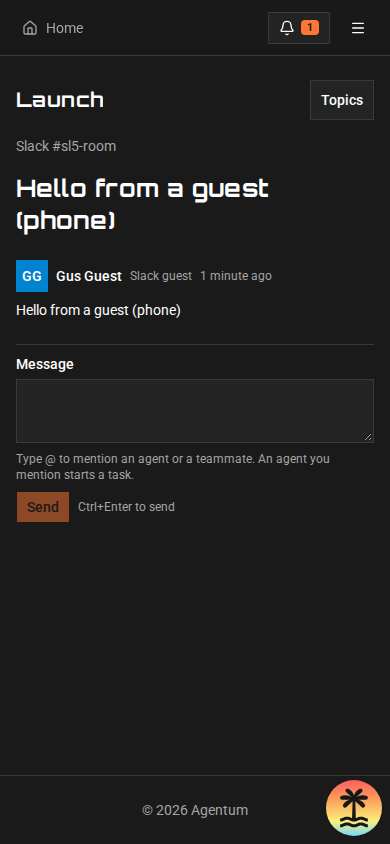 Home
1
Launch
Topics
Slack #sl5-room
Hello from a guest
(phone)
GG Gus Guest Slack guest 1 minute ago
Hello from a guest (phone)
Message
Type @ to mention an agent or a teammate. An agent you
mention starts a task.
Send Ctrl+Enter to send
© 2026 Agentum